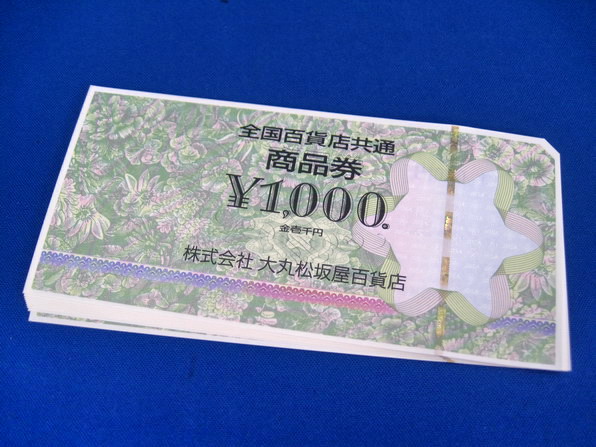 全国百貨店共通
商品券
¥1,000.
金壱千円
株式会社 大丸松坂屋百貨店